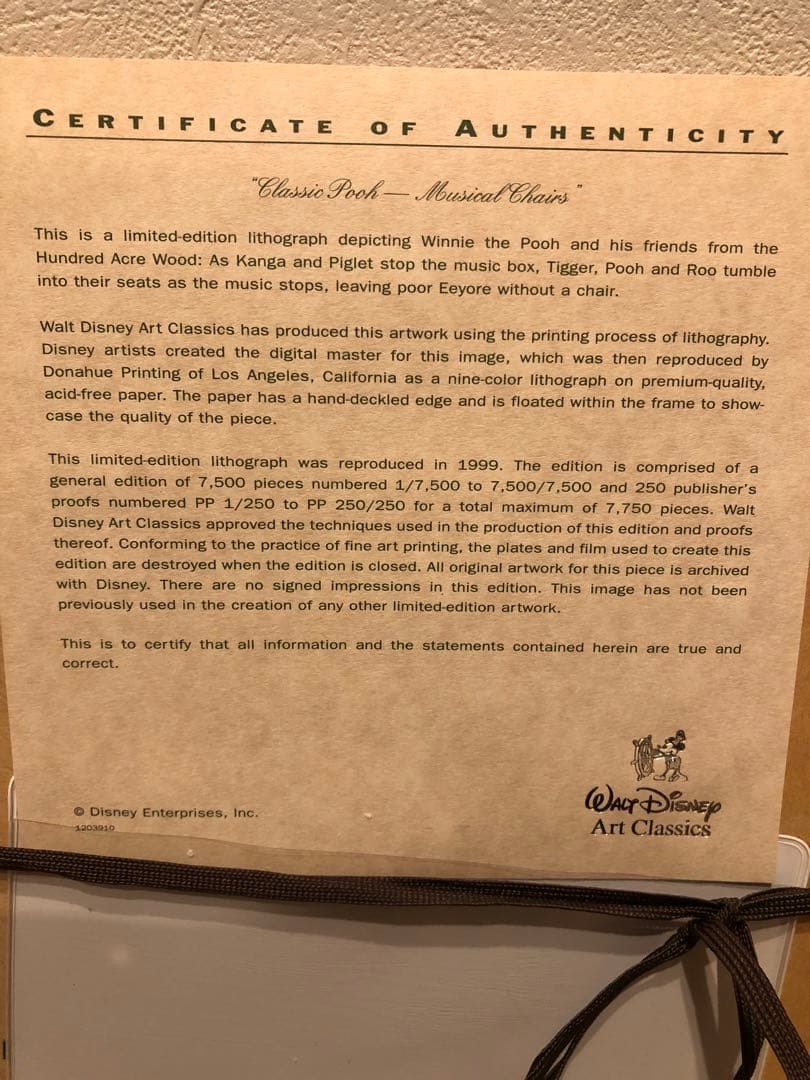 CERTIFICATE OF AUTHENTICITY
"Classic Pooh — Musical Chairs"
This is a limited-edition lithograph depicting Winnie the Pooh and his friends from the
Hundred Acre Wood: As Kanga and Piglet stop the music box, Tigger, Pooh and Roo tumble
into their seats as the music stops, leaving poor Eeyore without a chair.
Walt Disney Art Classics has produced this artwork using the printing process of lithography.
Disney artists created the digital master for this image, which was then reproduced by
Donahue Printing of Los Angeles, California as a nine-color lithograph on premium-quality,
acid-free paper. The paper has a hand-deckled edge and is floated within the frame to show-
case the quality of the piece.
This limited-edition lithograph was reproduced in 1999. The edition is comprised of a
general edition of 7,500 pieces numbered 1/7,500 to 7,500/7,500 and 250 publisher's
proofs numbered PP 1/250 to PP 250/250 for a total maximum of 7,750 pieces. Walt
Disney Art Classics approved the techniques used in the production of this edition and proofs
thereof. Conforming to the practice of fine art printing, the plates and film used to create this
edition are destroyed when the edition is closed. All original artwork for this piece is archived
with Disney. There are no signed impressions in this edition. This image has not been
previously used in the creation of any other limited-edition artwork.
This is to certify that all information and the statements contained herein are true and
correct.
© Disney Enterprises, Inc.
1203910
Walt Disney
Art Classics